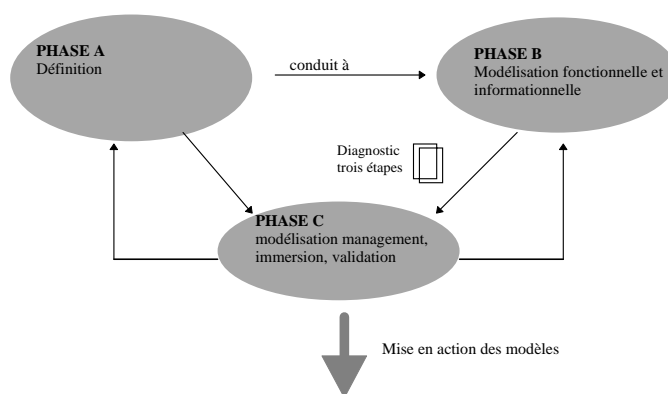 PHASE A
Définition
conduit à
PHASE B
Modélisation fonctionnelle et
informationnelle
Diagnostic
trois étapes
PHASE C
modélisation management,
immersion, validation
Mise en action des modèles